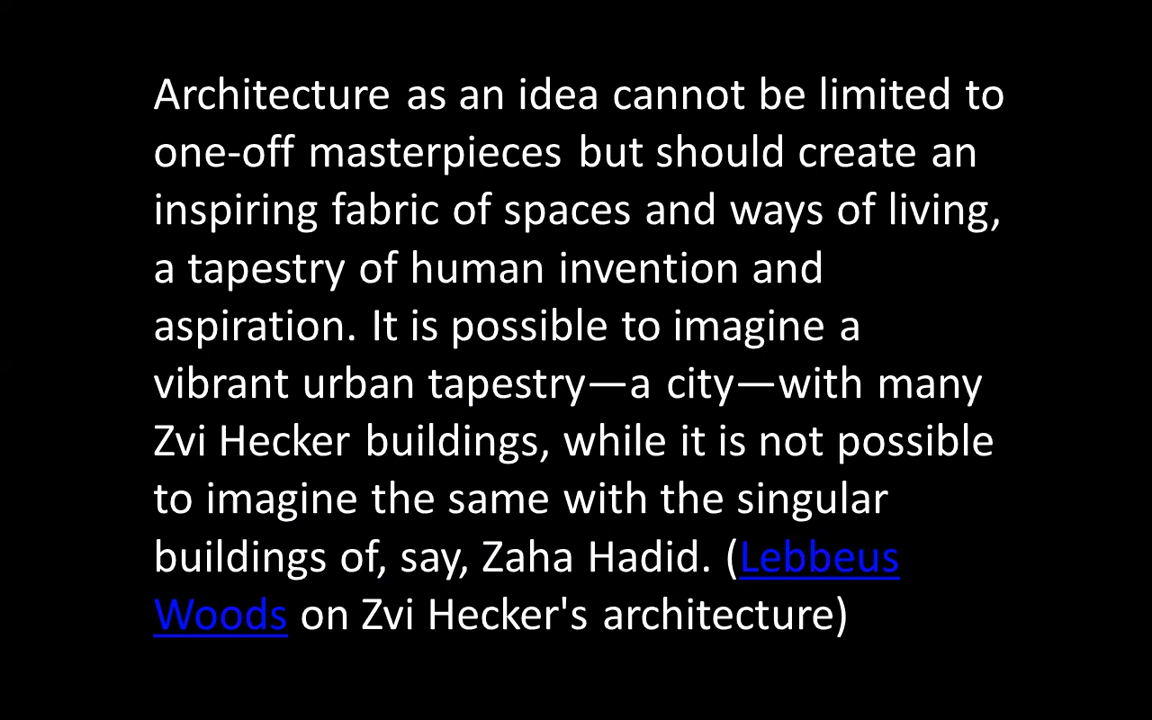 Architecture as an idea cannot be limited to
one-off masterpieces but should create an
inspiring fabric of spaces and ways of living,
a tapestry of human invention and
aspiration. It is possible to imagine a
vibrant urban tapestry—a city—with many
Zvi Hecker buildings, while it is not possible
to imagine the same with the singular
buildings of, say, Zaha Hadid. (Lebbeus
Woods on Zvi Hecker's architecture)